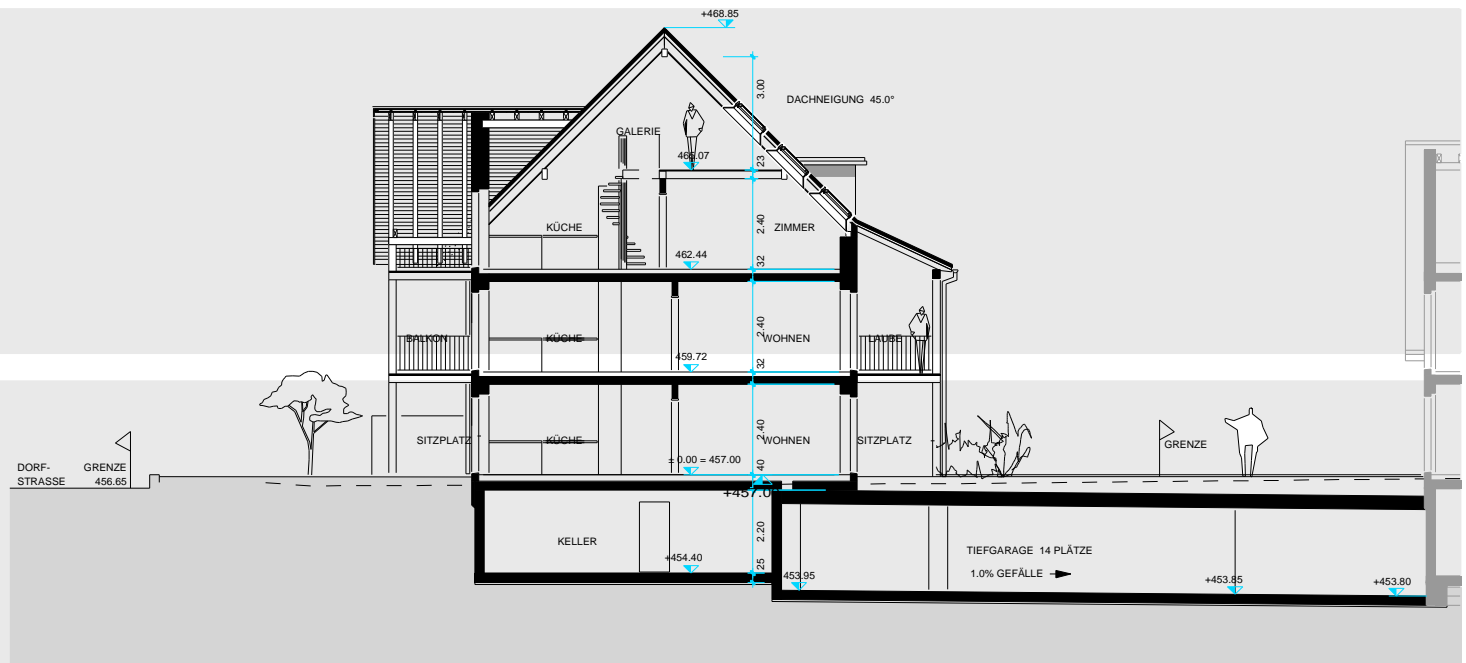 +468.85
3.00
DACHNEIGUNG 45.0°
GALERIE
23
KÜCHE
2.40
ZIMMER
462.44
32
BALKON
KÜCHE
2.40
WOHNEN
LAUBE
459.72
32
SITZPLATZ
KÜCHE
2.40
WOHNEN
SITZPLATZ
GRENZE
DORF-
STRASSE
GRENZE
456.65
± 0.00 = 457.00
40
KELLER
2.20
+454.40
25
TIEFGARAGE 14 PLÄTZE
1.0% GEFÄLLE
453.95
+453.85
+453.80